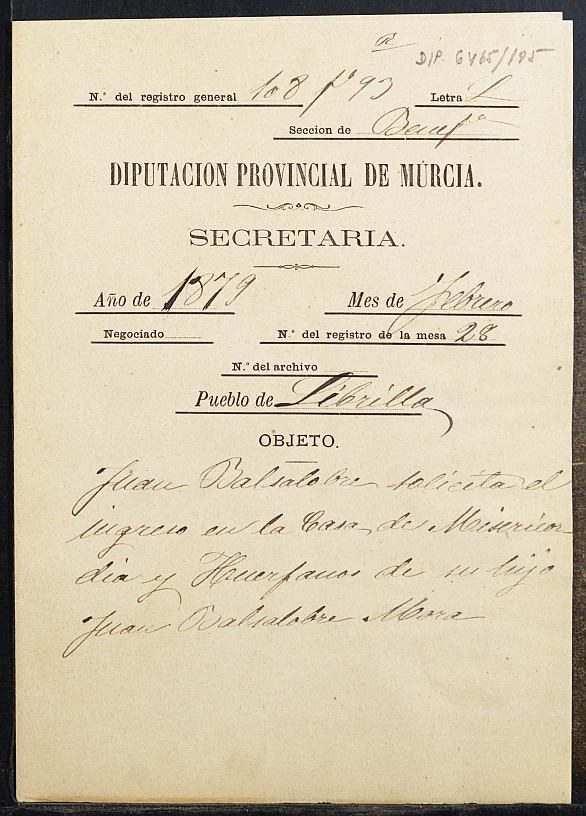 DIP. 6465/185
N.º del registro general 108 fº 93 Letra L
Seccion de Benefª
DIPUTACION PROVINCIAL DE MÚRCIA.
SECRETARIA.
Año de 1879 Mes de febrero
Negociado N.º del registro de la mesa 28
N.º del archivo
Pueblo de Librilla
OBJETO.
Juan Balsalobre solicita el
ingreso en la Casa de Misericor-
dia y Huerfanos de su hijo
Juan Balsalobre Mora